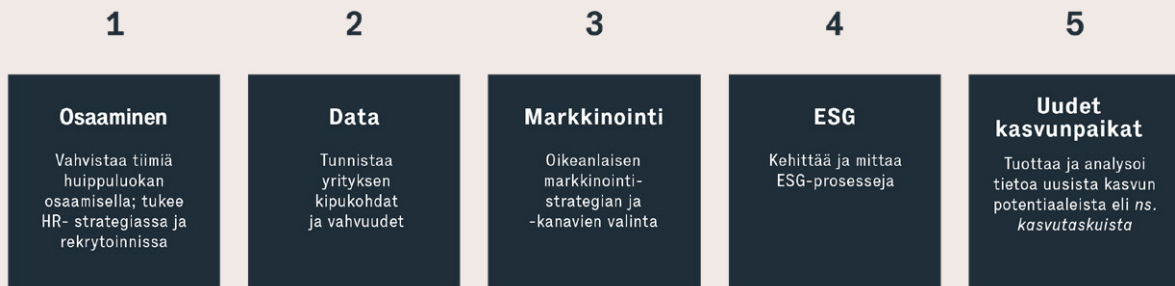 1
Osaaminen
Vahvistaa tiimiä
huippuluokan
osaamisella; tukee
HR- strategiassa ja
rekrytoinnissa
2
Data
Tunnistaa
yrityksen
kipukohdat
ja vahvuudet
3
Markkinointi
Oikeanlaisen
markkinointi-
strategian ja
-kanavien valinta
4
ESG
Kehittää ja mittaa
ESG-prosesseja
5
Uudet
kasvunpaikat
Tuottaa ja analysoi
tietoa uusista kasvun
potentiaaleista eli ns.
kasvutaskuista